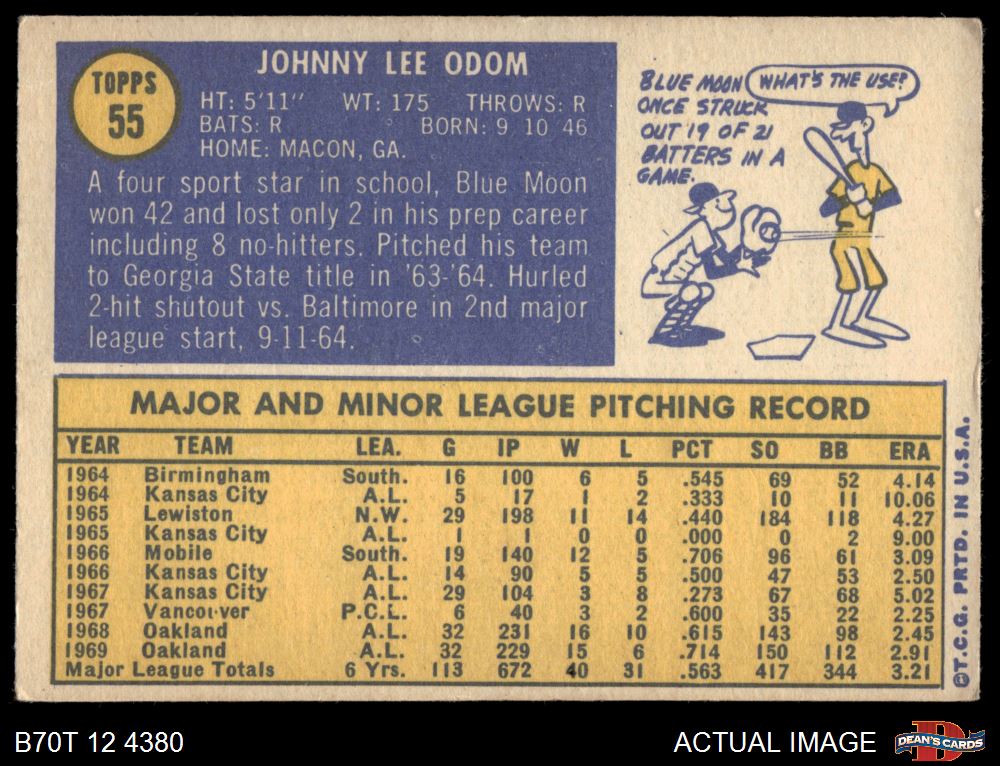 TOPPS
55
JOHNNY LEE ODOM
HT: 5'11" WT: 175 THROWS: R
BATS: R BORN: 9 10 46
HOME: MACON, GA.
A four sport star in school, Blue Moon
won 42 and lost only 2 in his prep career
including 8 no-hitters. Pitched his team
to Georgia State title in '63-'64. Hurled
2-hit shutout vs. Baltimore in 2nd major
league start, 9-11-64.
BLUE MOON
ONCE STRUCK
OUT 19 OF 21
BATTERS IN A
GAME.
WHAT'S THE USE?
MAJOR AND MINOR LEAGUE PITCHING RECORD
YEAR TEAM LEA. G IP W L PCT SO BB ERA
1964 Birmingham South. 16 100 6 5 .545 69 52 4.14
1964 Kansas City A.L. 5 17 1 2 .333 10 11 10.06
1965 Lewiston N.W. 29 198 11 14 .440 184 118 4.27
1965 Kansas City A.L. 1 1 0 0 .000 0 2 9.00
1966 Mobile South. 19 140 12 5 .706 96 61 3.09
1966 Kansas City A.L. 14 90 5 5 .500 47 53 2.50
1967 Kansas City A.L. 29 104 3 8 .273 67 68 5.02
1967 Vancouver P.C.L. 6 40 3 2 .600 35 22 2.25
1968 Oakland A.L. 32 231 16 10 .615 143 98 2.45
1969 Oakland A.L. 32 229 15 6 .714 150 112 2.91
Major League Totals 6 Yrs. 113 672 40 31 .563 417 344 3.21
©T.C.G. PRTD. IN U.S.A.
B70T 12 4380
ACTUAL IMAGE
D
DEAN'S CARDS